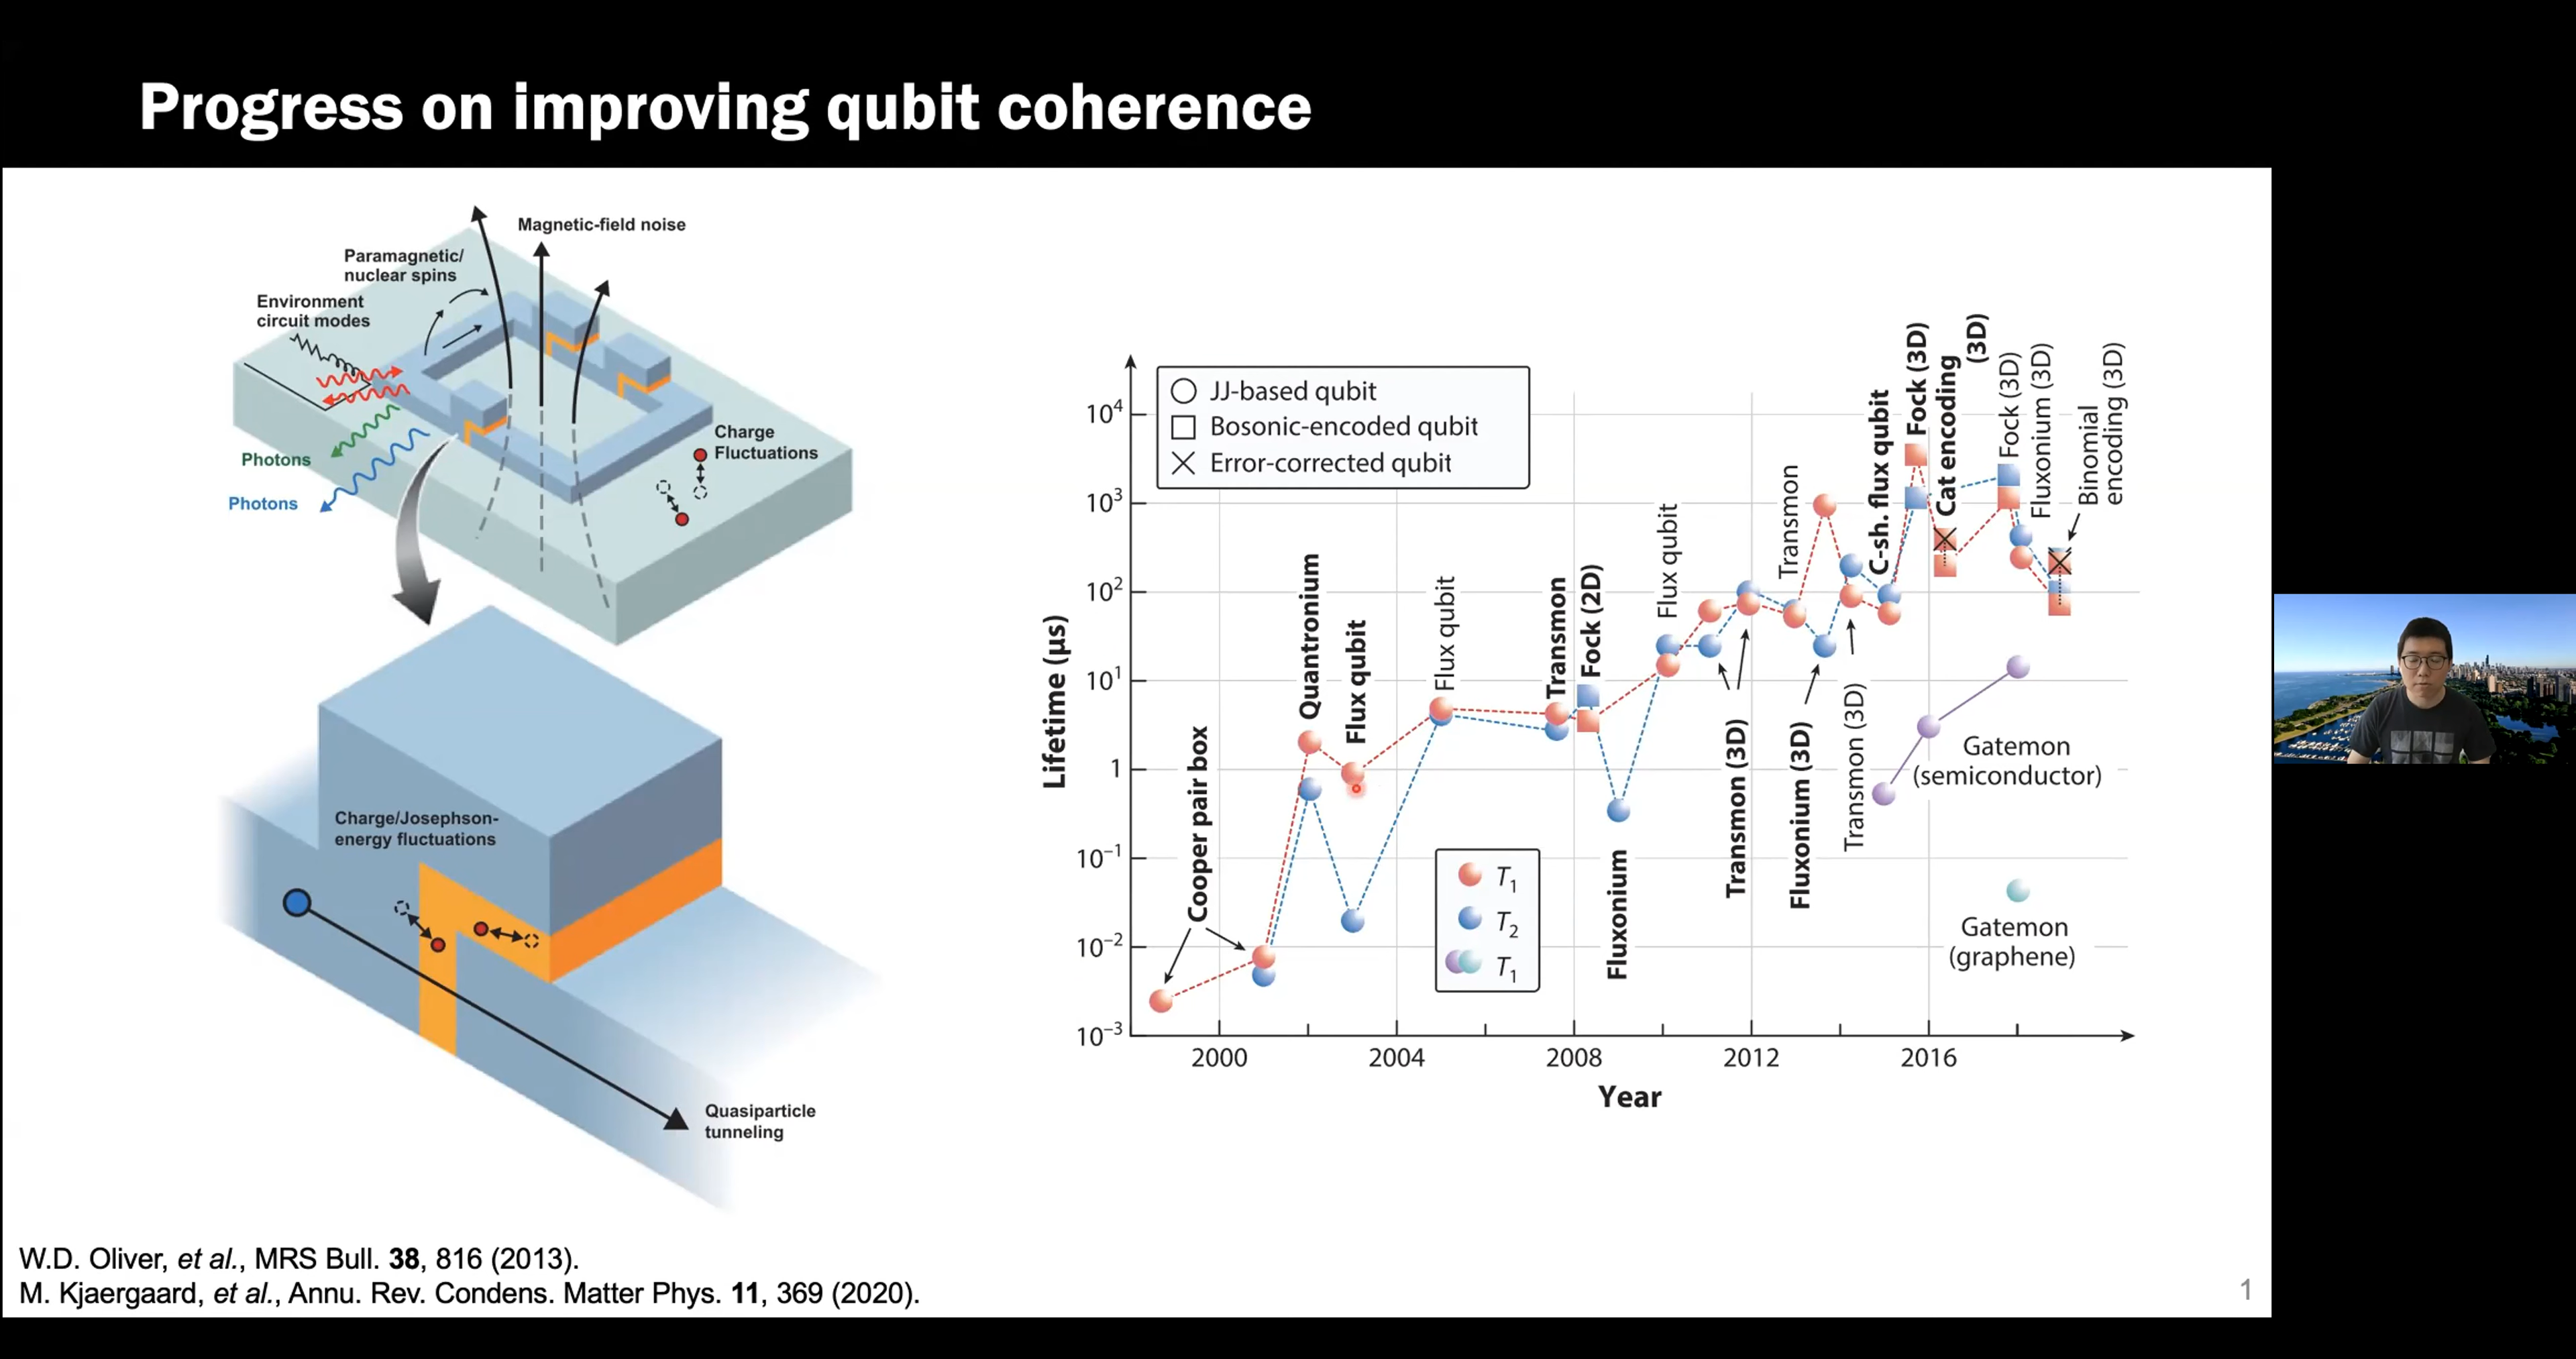 Progress on improving qubit coherence
Magnetic-field noise
Paramagnetic/
nuclear spins
Environment
circuit modes
Charge
Fluctuations
Photons
Photons
Charge/Josephson-
energy fluctuations
Quasiparticle
tunneling
JJ-based qubit
Bosonic-encoded qubit
Error-corrected qubit
Lifetime (µs)
10⁴
10³
10²
10¹
1
10⁻¹
10⁻²
10⁻³
Cooper pair box
Quantronium
Flux qubit
Flux qubit
Transmon
Fock (2D)
Fluxonium
Flux qubit
Transmon (3D)
Transmon
Fluxonium (3D)
Transmon (3D)
C-sh. flux qubit
Fock (3D)
Cat encoding
(3D)
Fock (3D)
Fluxonium (3D)
Binomial
encoding (3D)
Gatemon
(semiconductor)
Gatemon
(graphene)
T₁
T₂
T₁
2000 2004 2008 2012 2016
Year
W.D. Oliver, et al., MRS Bull. 38, 816 (2013).
M. Kjaergaard, et al., Annu. Rev. Condens. Matter Phys. 11, 369 (2020).
1